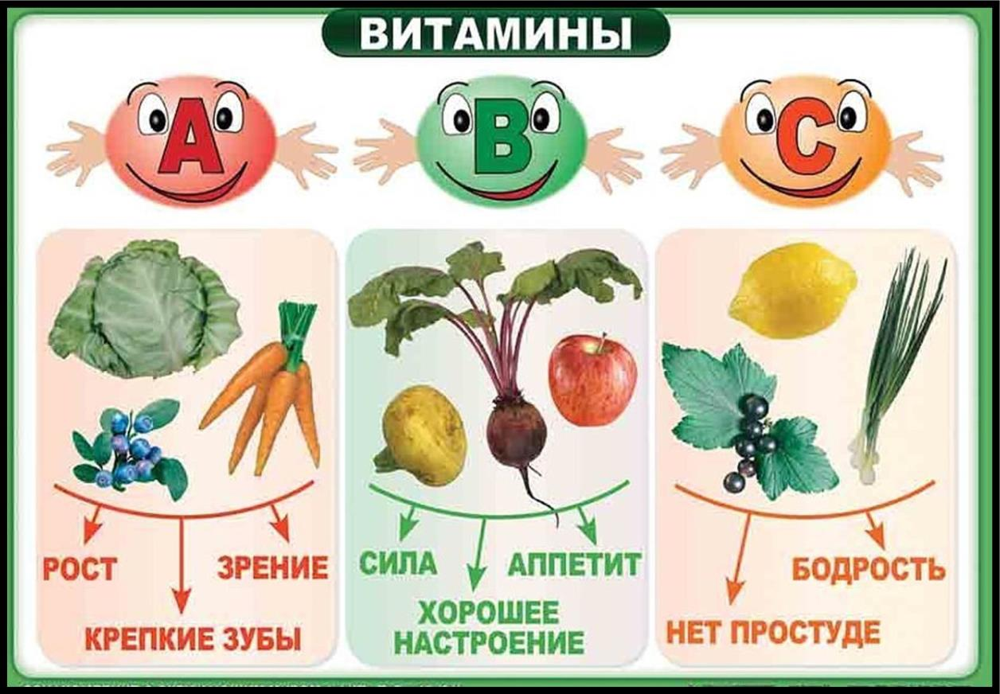 ВИТАМИНЫ
А
В
С
РОСТ
ЗРЕНИЕ
КРЕПКИЕ ЗУБЫ
СИЛА
АППЕТИТ
ХОРОШЕЕ
НАСТРОЕНИЕ
БОДРОСТЬ
НЕТ ПРОСТУДЕ